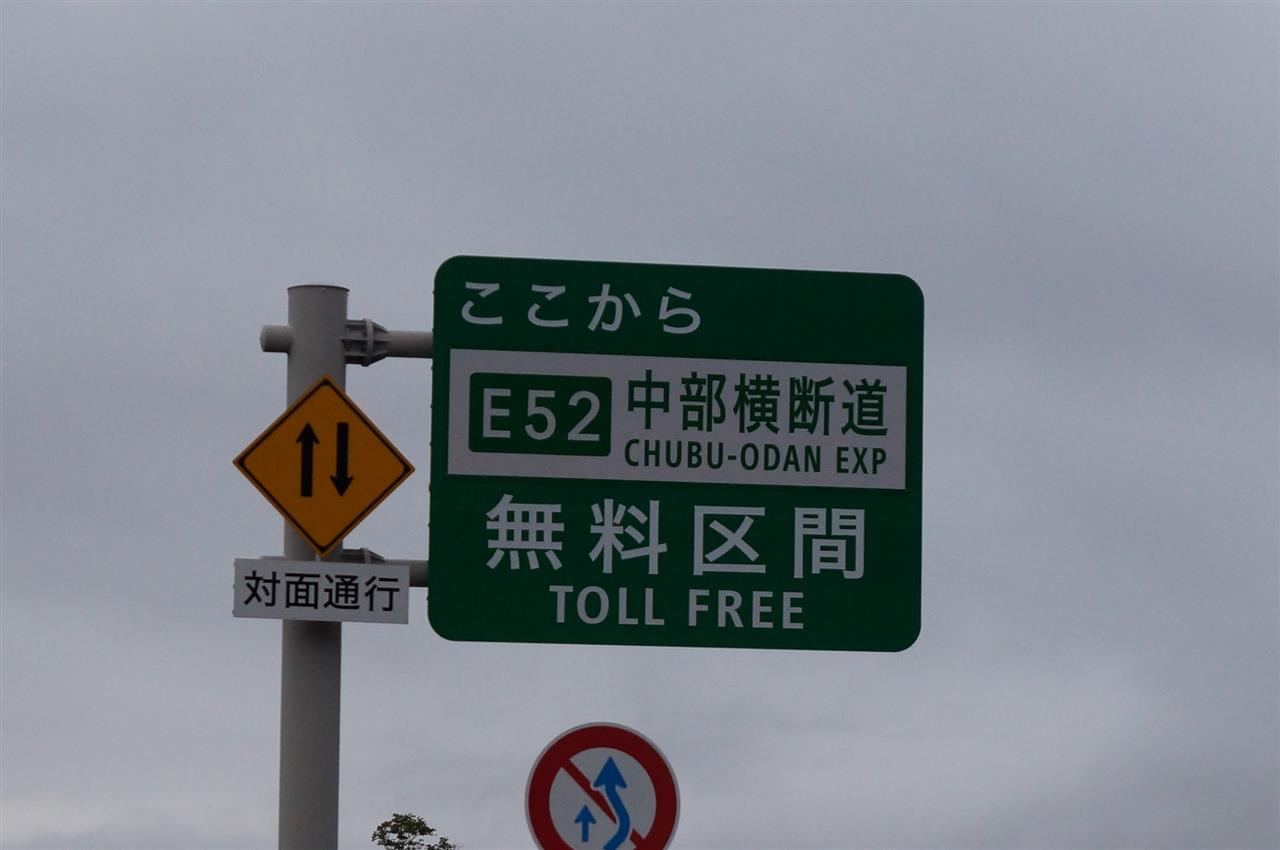 ここから
E52 中部横断道
CHUBU-ODAN EXP
無料区間
TOLL FREE
対面通行